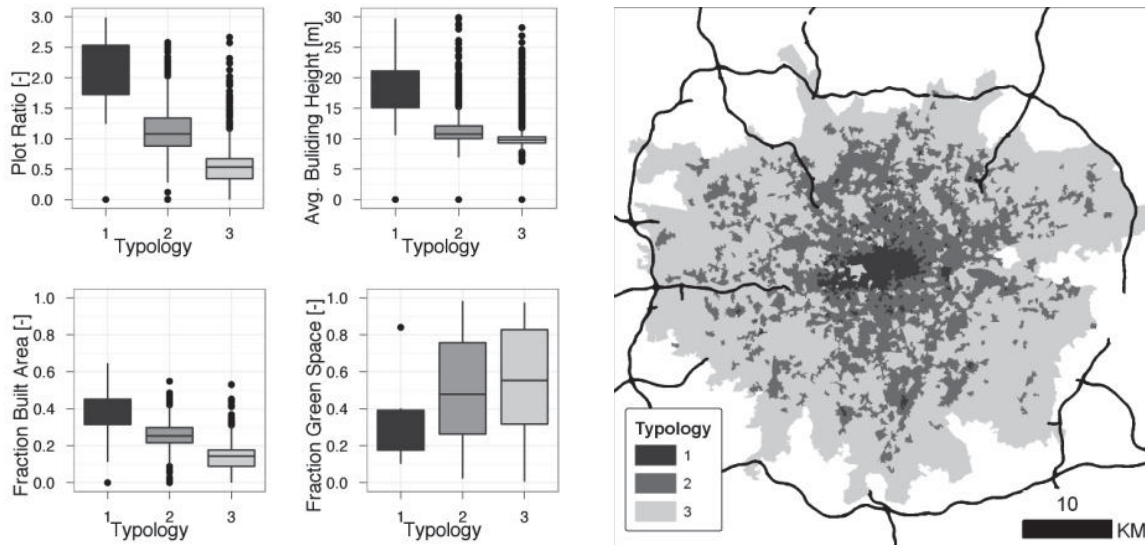 Plot Ratio [-]
3.0
2.5
2.0
1.5
1.0
0.5
0.0
1 2 3
Typology
Avg. Buliding Height [m]
30
25
20
15
10
5
0
1 2 3
Typology
Fraction Built Area [-]
1.0
0.8
0.6
0.4
0.2
0.0
1 2 3
Typology
Fraction Green Space [-]
1.0
0.8
0.6
0.4
0.2
0.0
1 2 3
Typology
Typology
1
2
3
10
KM